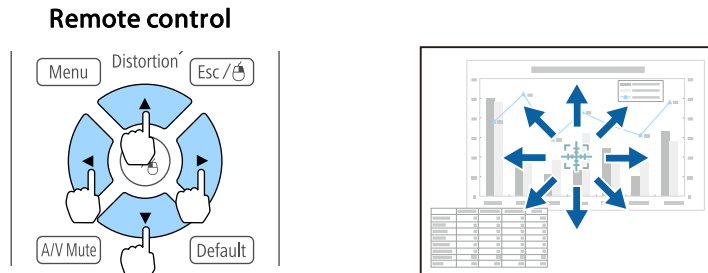 Remote control
Distortion´
Menu
Esc /
A/V Mute
Default